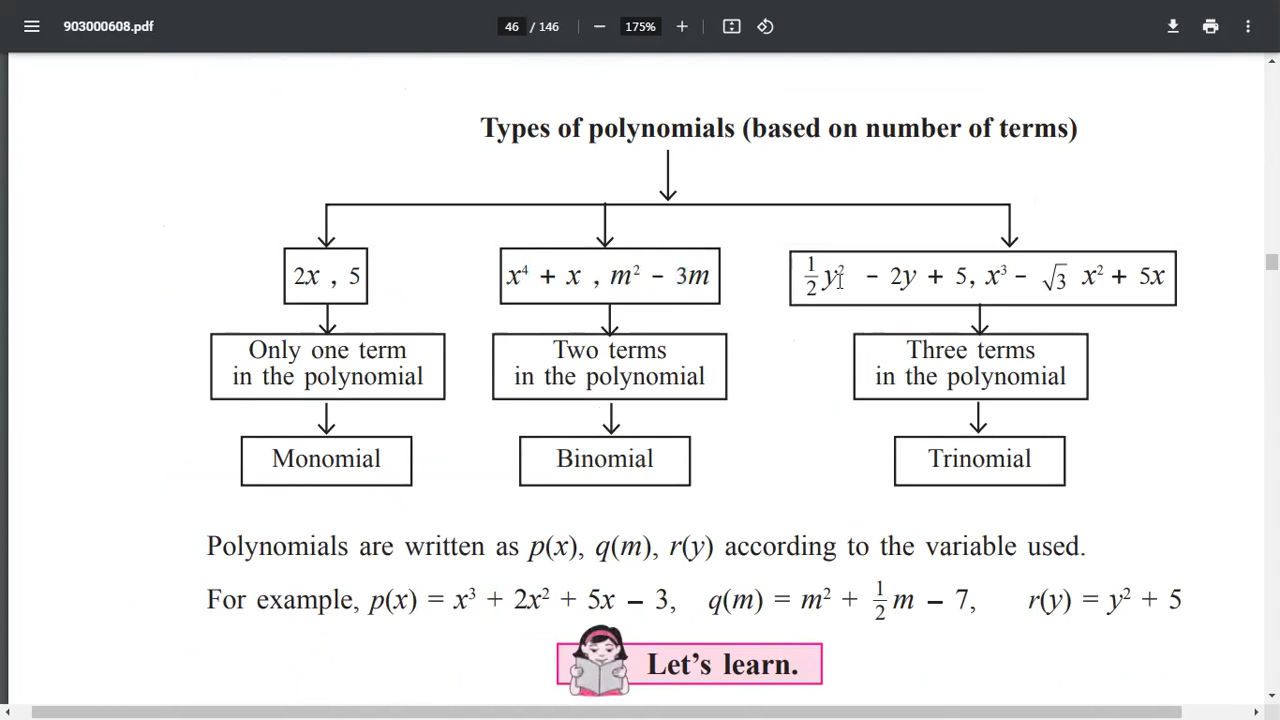 903000608.pdf
46 / 146
175%
Types of polynomials (based on number of terms)
2x , 5
x⁴ + x , m² − 3m
½y² − 2y + 5, x³ − √3 x² + 5x
Only one term
in the polynomial
Two terms
in the polynomial
Three terms
in the polynomial
Monomial
Binomial
Trinomial
Polynomials are written as p(x), q(m), r(y) according to the variable used.
For example, p(x) = x³ + 2x² + 5x − 3, q(m) = m² + ½m − 7, r(y) = y² + 5
Let's learn.